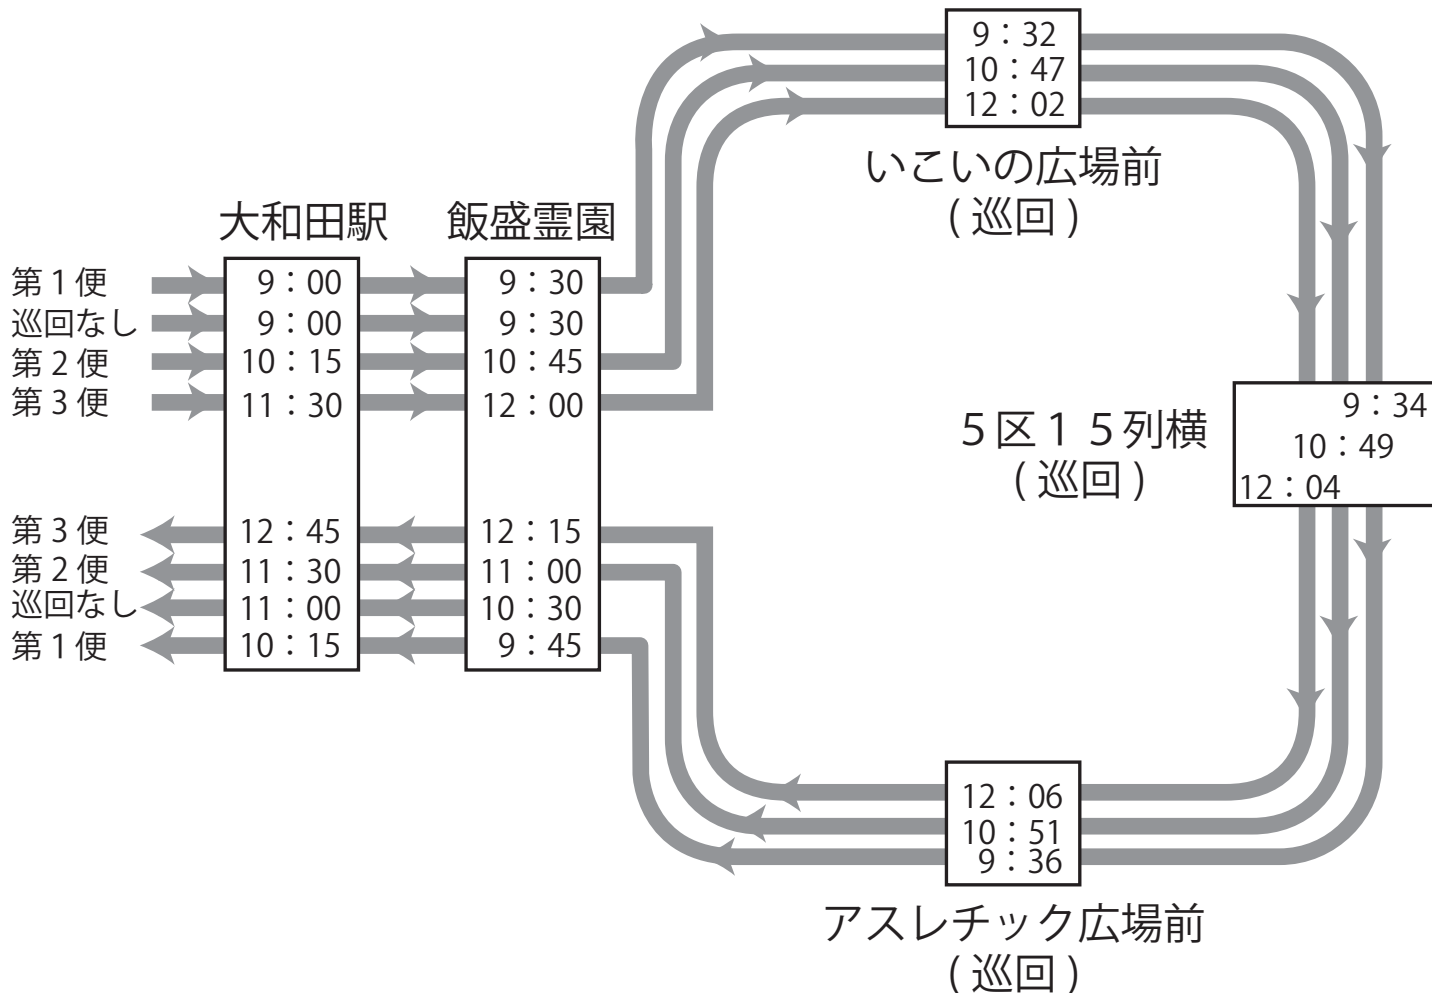 9：32
10：47
12：02
いこいの広場前
(巡回)
大和田駅
飯盛霊園
第1便
9：00
9：30
巡回なし
9：00
9：30
第2便
10：15
10：45
第3便
11：30
12：00
5区15列横
(巡回)
9：34
10：49
12：04
第3便
12：45
12：15
第2便
11：30
11：00
巡回なし
11：00
10：30
第1便
10：15
9：45
12：06
10：51
9：36
アスレチック広場前
(巡回)